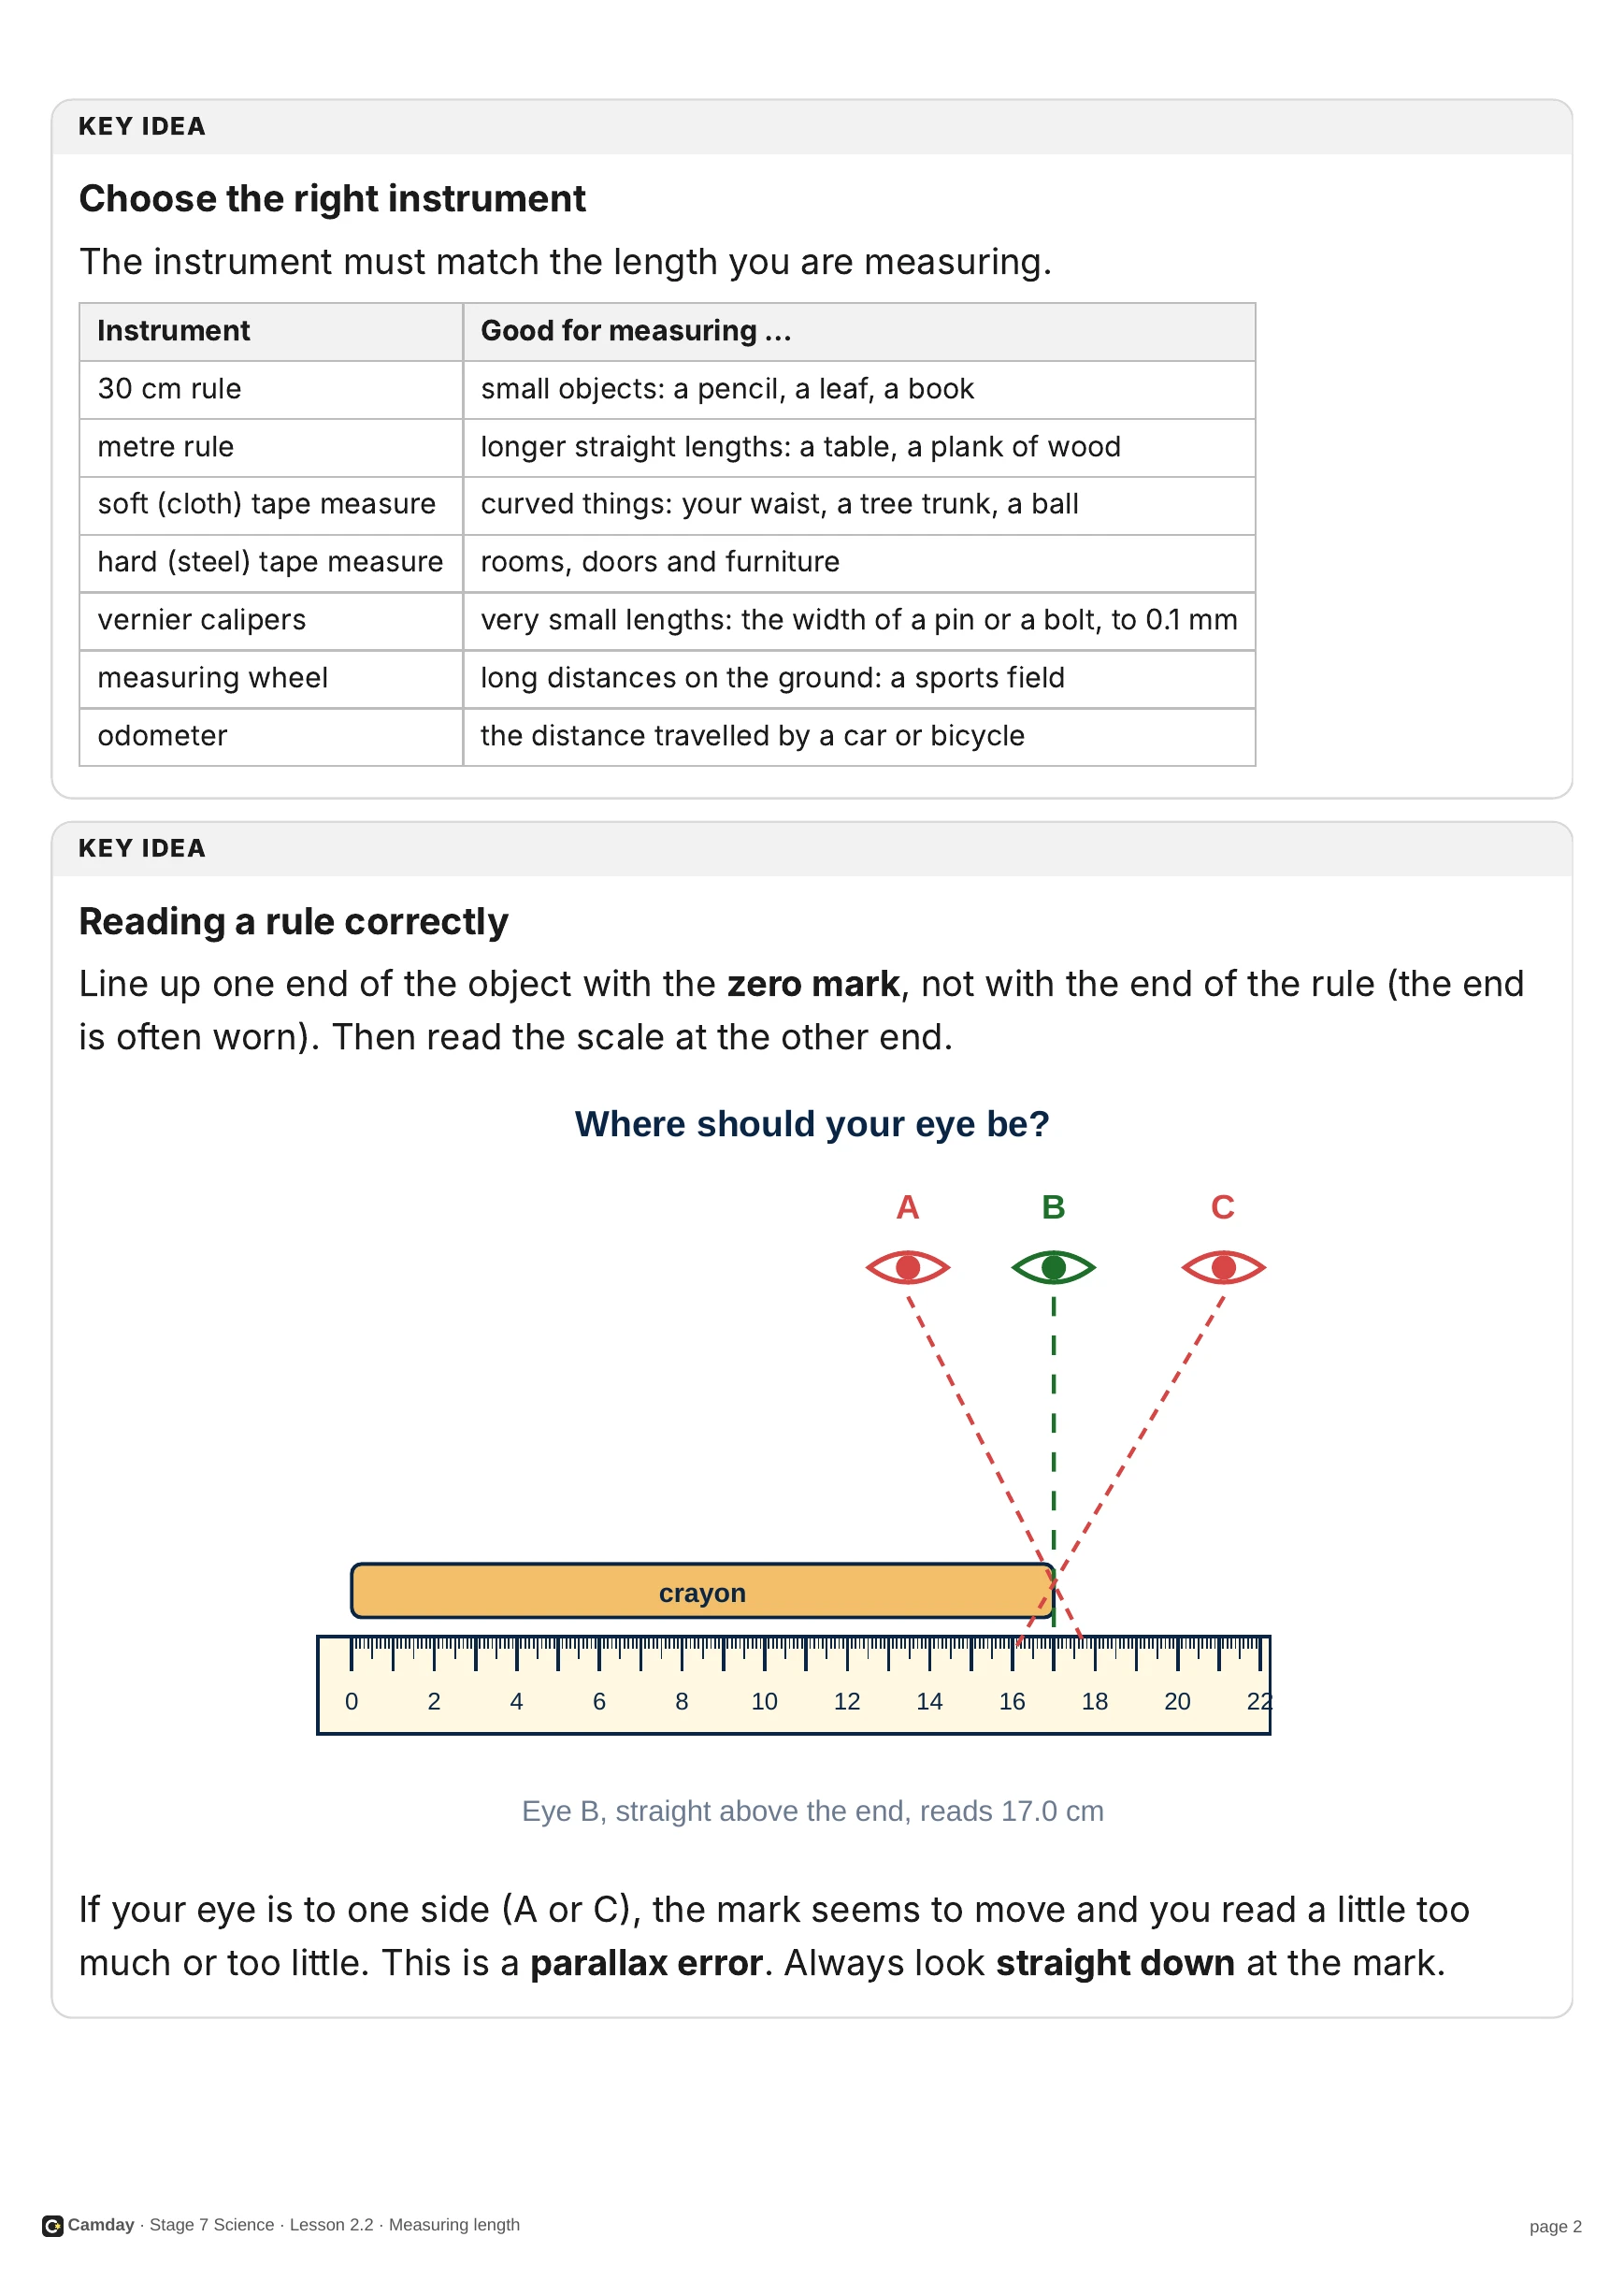 KEY IDEA
Choose the right instrument
The instrument must match the length you are measuring.
Instrument Good for measuring ...
30 cm rule small objects: a pencil, a leaf, a book
metre rule longer straight lengths: a table, a plank of wood
soft (cloth) tape measure curved things: your waist, a tree trunk, a ball
hard (steel) tape measure rooms, doors and furniture
vernier calipers very small lengths: the width of a pin or a bolt, to 0.1 mm
measuring wheel long distances on the ground: a sports field
odometer the distance travelled by a car or bicycle
KEY IDEA
Reading a rule correctly
Line up one end of the object with the zero mark, not with the end of the rule (the end
is often worn). Then read the scale at the other end.
Where should your eye be?
A B C
crayon
0 2 4 6 8 10 12 14 16 18 20 22
Eye B, straight above the end, reads 17.0 cm
If your eye is to one side (A or C), the mark seems to move and you read a little too
much or too little. This is a parallax error. Always look straight down at the mark.
Camday · Stage 7 Science · Lesson 2.2 · Measuring length page 2